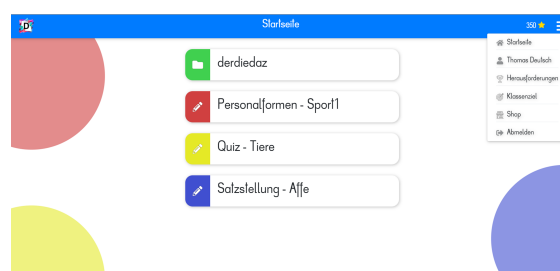 D
Startseite
350
derdiedaz
Personalformen - Sport1
Quiz - Tiere
Satzstellung - Affe
Startseite
Thomas Deutsch
Herausforderungen
Klassenziel
Shop
Abmelden